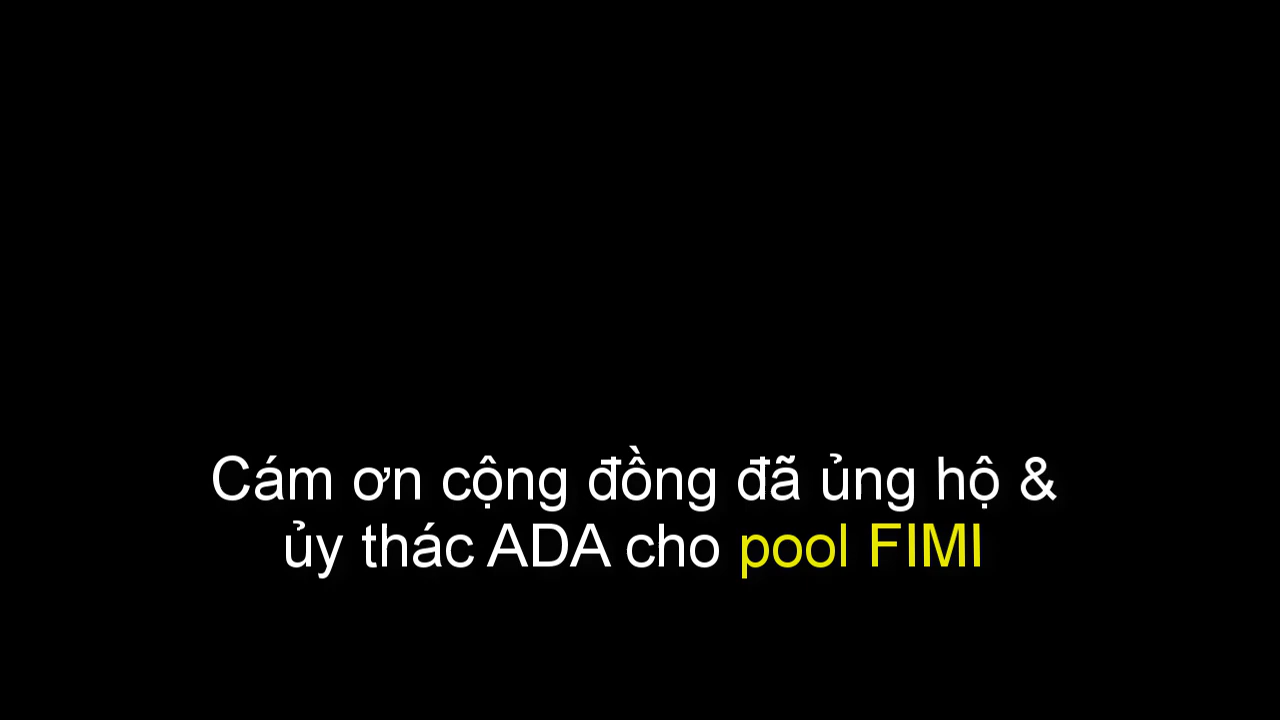 Cám ơn cộng đồng đã ủng hộ &
ủy thác ADA cho pool FIMI